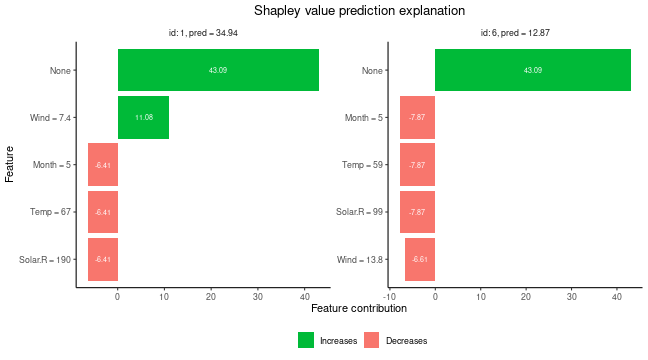 Shapley value prediction explanation
id: 1, pred = 34.94
id: 6, pred = 12.87
Feature
None
43.09
Wind = 7.4
11.08
Month = 5
-6.41
Temp = 67
-6.41
Solar.R = 190
-6.41
0 10 20 30 40
None
43.09
Month = 5
-7.87
Temp = 59
-7.87
Solar.R = 99
-7.87
Wind = 13.8
-6.61
-10 0 10 20 30 40
Feature contribution
Increases
Decreases